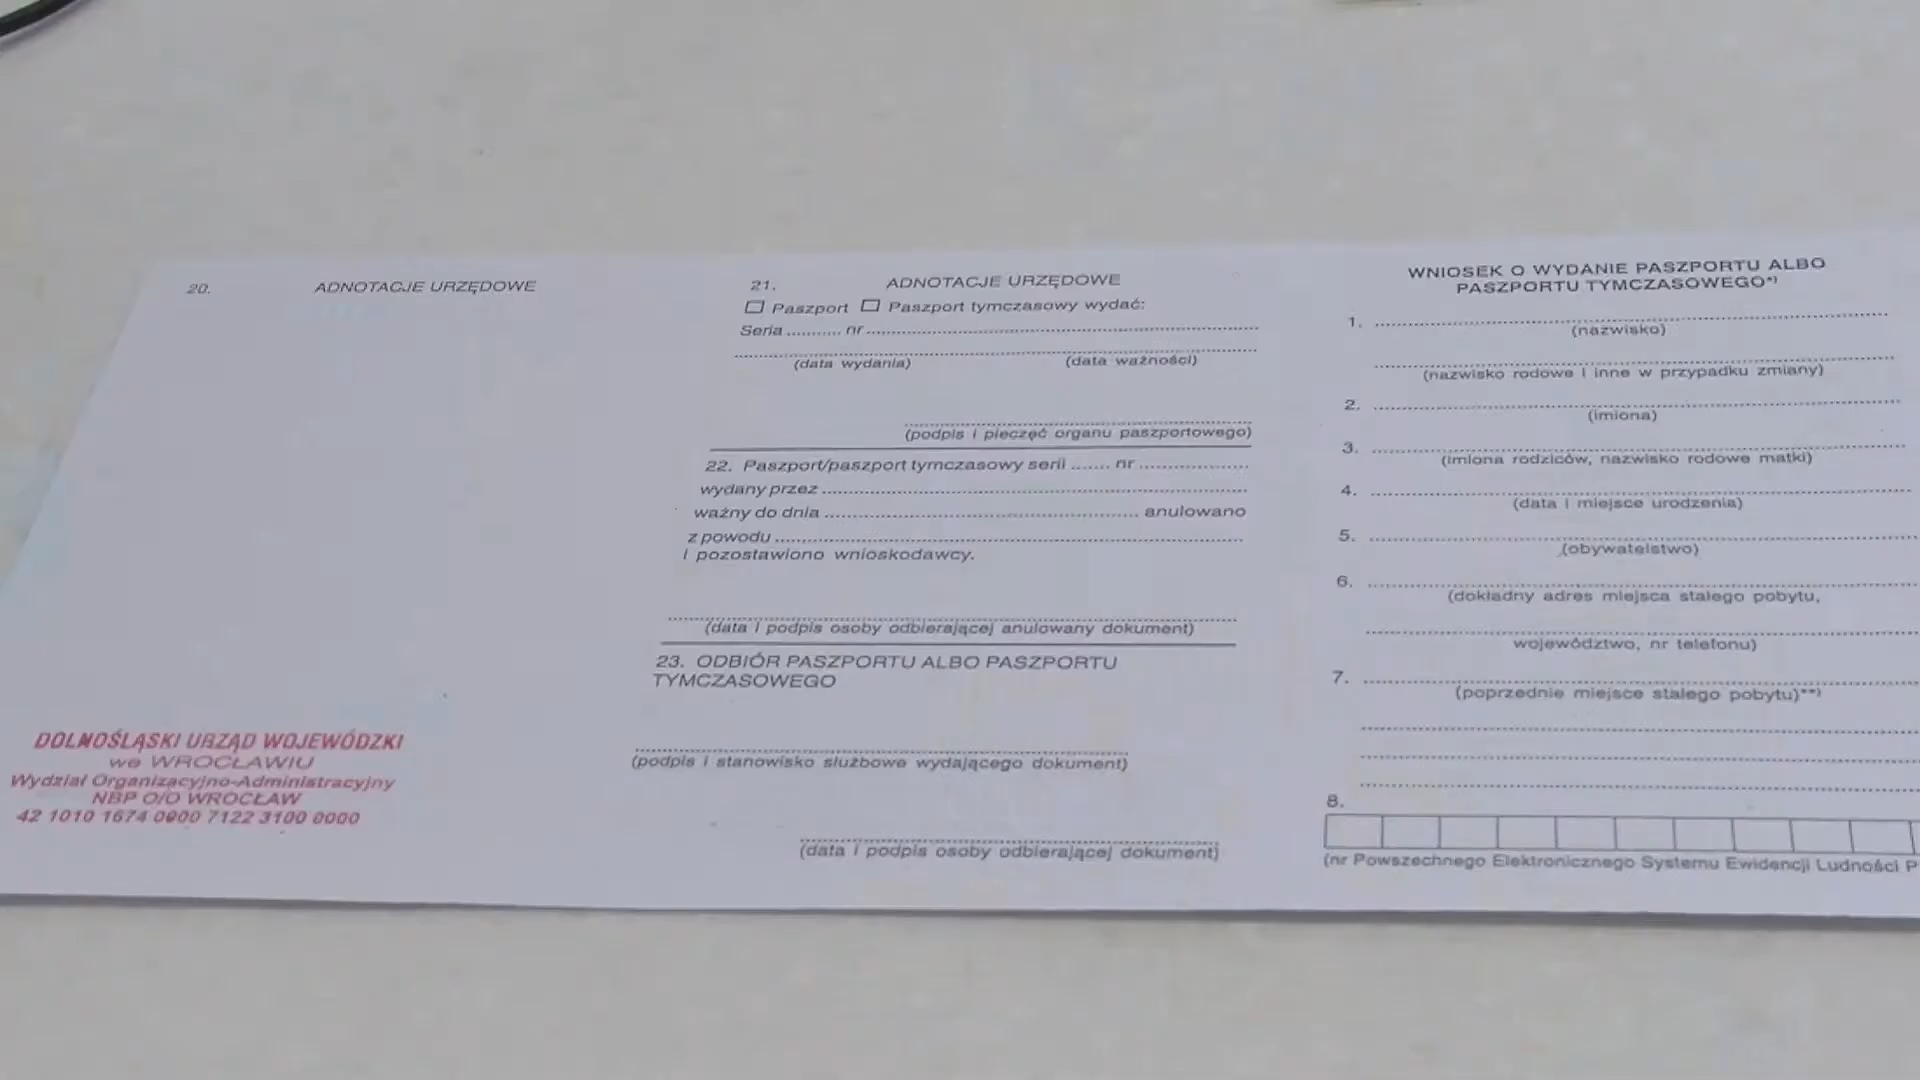 20. ADNOTACJE URZĘDOWE
DOLNOŚLĄSKI URZĄD WOJEWÓDZKI
we WROCŁAWIU
Wydział Organizacyjno-Administracyjny
NBP O/O WROCŁAW
42 1010 1674 0000 7122 3100 0000
21. ADNOTACJE URZĘDOWE
Paszport Paszport tymczasowy wydać:
Seria .......... nr ..........
(data wydania) (data ważności)
(podpis i pieczęć organu paszportowego)
22. Paszport/paszport tymczasowy serii ....... nr ..........
wydany przez ..........
ważny do dnia .......... anulowano
z powodu ..........
i pozostawiono wnioskodawcy.
(data i podpis osoby odbierającej anulowany dokument)
23. ODBIÓR PASZPORTU ALBO PASZPORTU
TYMCZASOWEGO
(podpis i stanowisko służbowe wydającego dokument)
(data i podpis osoby odbierającej dokument)
WNIOSEK O WYDANIE PASZPORTU ALBO
PASZPORTU TYMCZASOWEGO*)
1. ..........
(nazwisko)
(nazwisko rodowe i inne w przypadku zmiany)
2. ..........
(imiona)
3. ..........
(imiona rodziców, nazwisko rodowe matki)
4. ..........
(data i miejsce urodzenia)
5. ..........
(obywatelstwo)
6. ..........
(dokładny adres miejsca stałego pobytu,
województwo, nr telefonu)
7. ..........
(poprzednie miejsce stałego pobytu)**)
8.
(nr Powszechnego Elektronicznego Systemu Ewidencji Ludności P